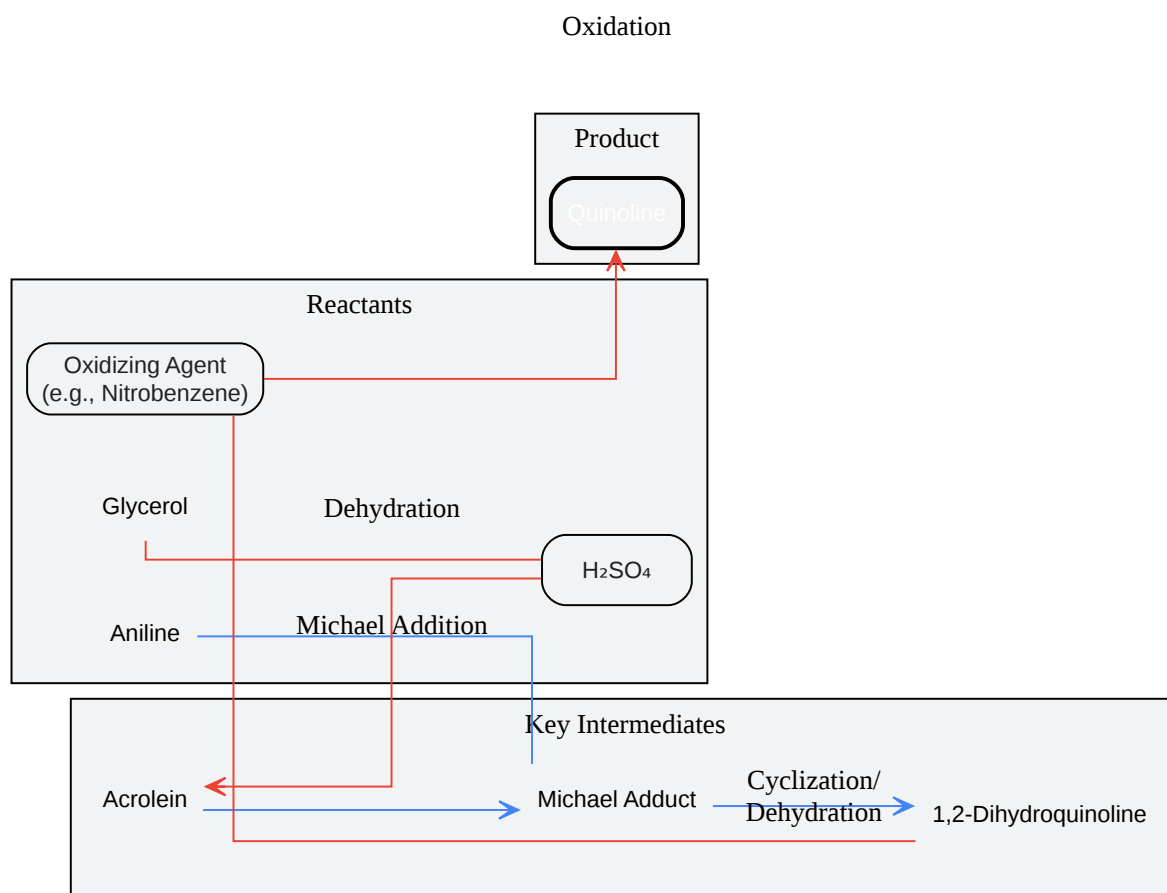 Oxidation
Product
Quinoline
Reactants
Oxidizing Agent
(e.g., Nitrobenzene)
Glycerol
Dehydration
H₂SO₄
Aniline
Michael Addition
Key Intermediates
Acrolein
Michael Adduct
Cyclization/
Dehydration
1,2-Dihydroquinoline